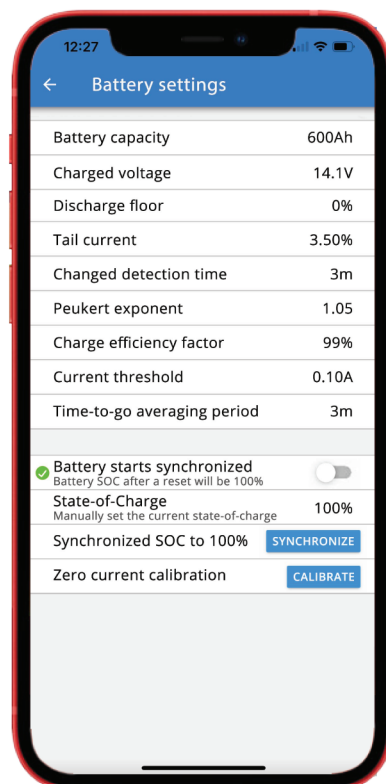 12:27
Battery settings
Battery capacity 600Ah
Charged voltage 14.1V
Discharge floor 0%
Tail current 3.50%
Changed detection time 3m
Peukert exponent 1.05
Charge efficiency factor 99%
Current threshold 0.10A
Time-to-go averaging period 3m
Battery starts synchronized
Battery SOC after a reset will be 100%
State-of-Charge 100%
Manually set the current state-of-charge
Synchronized SOC to 100% SYNCHRONIZE
Zero current calibration CALIBRATE